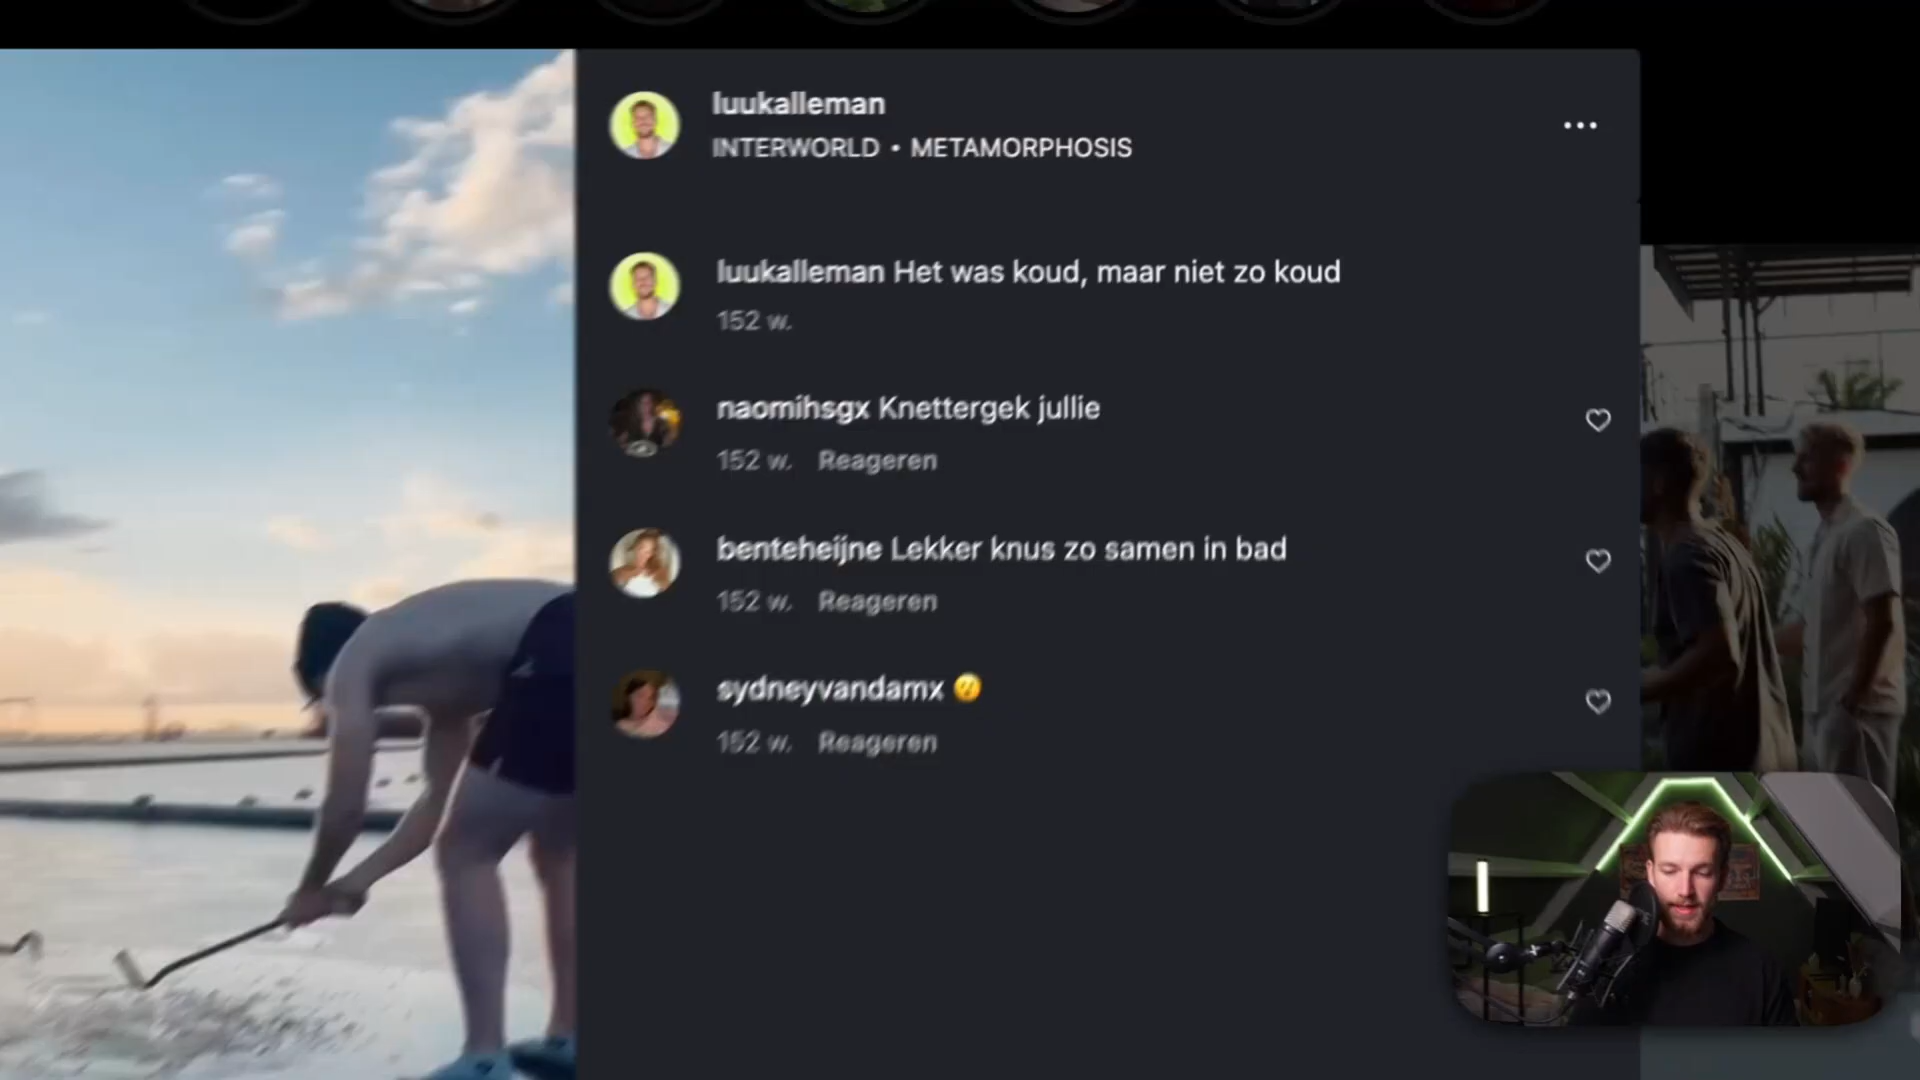 luukalleman
INTERWORLD • METAMORPHOSIS
luukalleman Het was koud, maar niet zo koud
152 w.
naomihsgx Knettergek jullie
152 w. Reageren
benteheijne Lekker knus zo samen in bad
152 w. Reageren
sydneyvandamx 🫣
152 w. Reageren